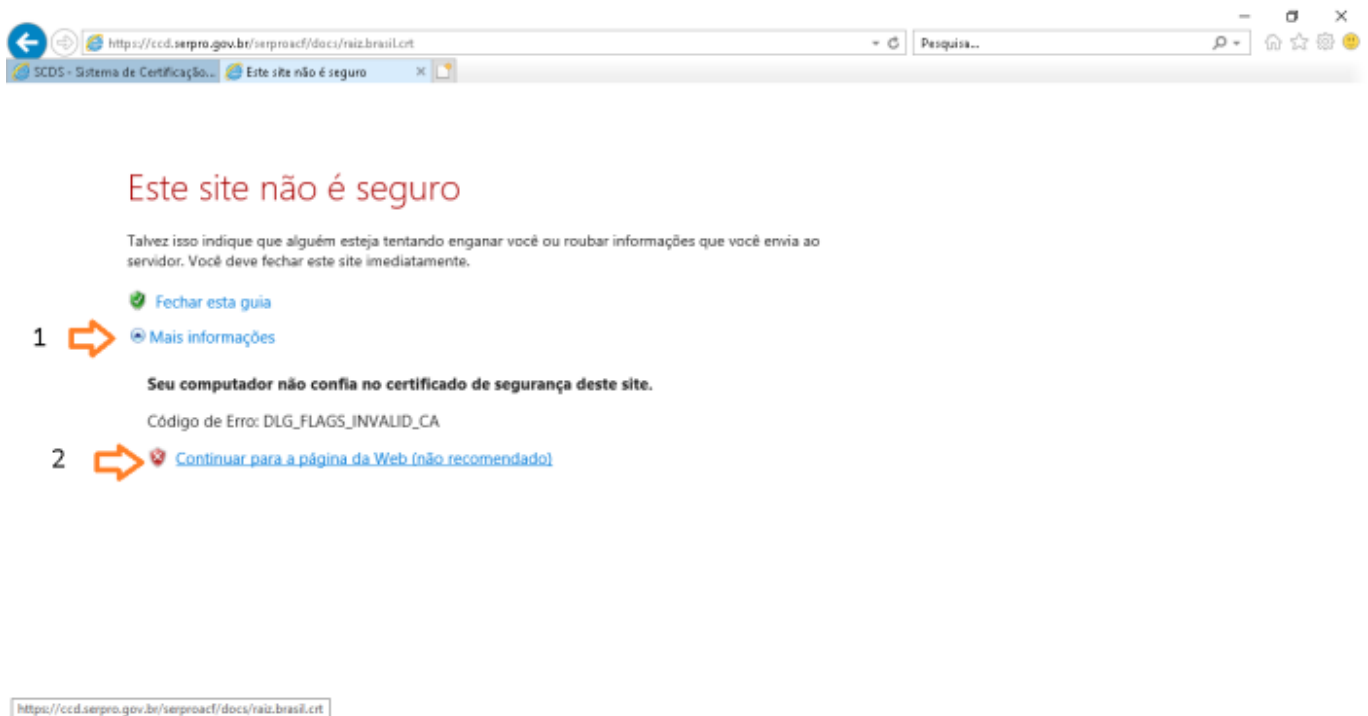 https://ccd.serpro.gov.br/serproacf/docs/raiz.brasil.crt
Pesquisa...
SCDS - Sistema de Certificação...
Este site não é seguro
Este site não é seguro
Talvez isso indique que alguém esteja tentando enganar você ou roubar informações que você envia ao
servidor. Você deve fechar este site imediatamente.
Fechar esta guia
1
Mais informações
Seu computador não confia no certificado de segurança deste site.
Código de Erro: DLG_FLAGS_INVALID_CA
2
Continuar para a página da Web (não recomendado)
https://ccd.serpro.gov.br/serproacf/docs/raiz.brasil.crt